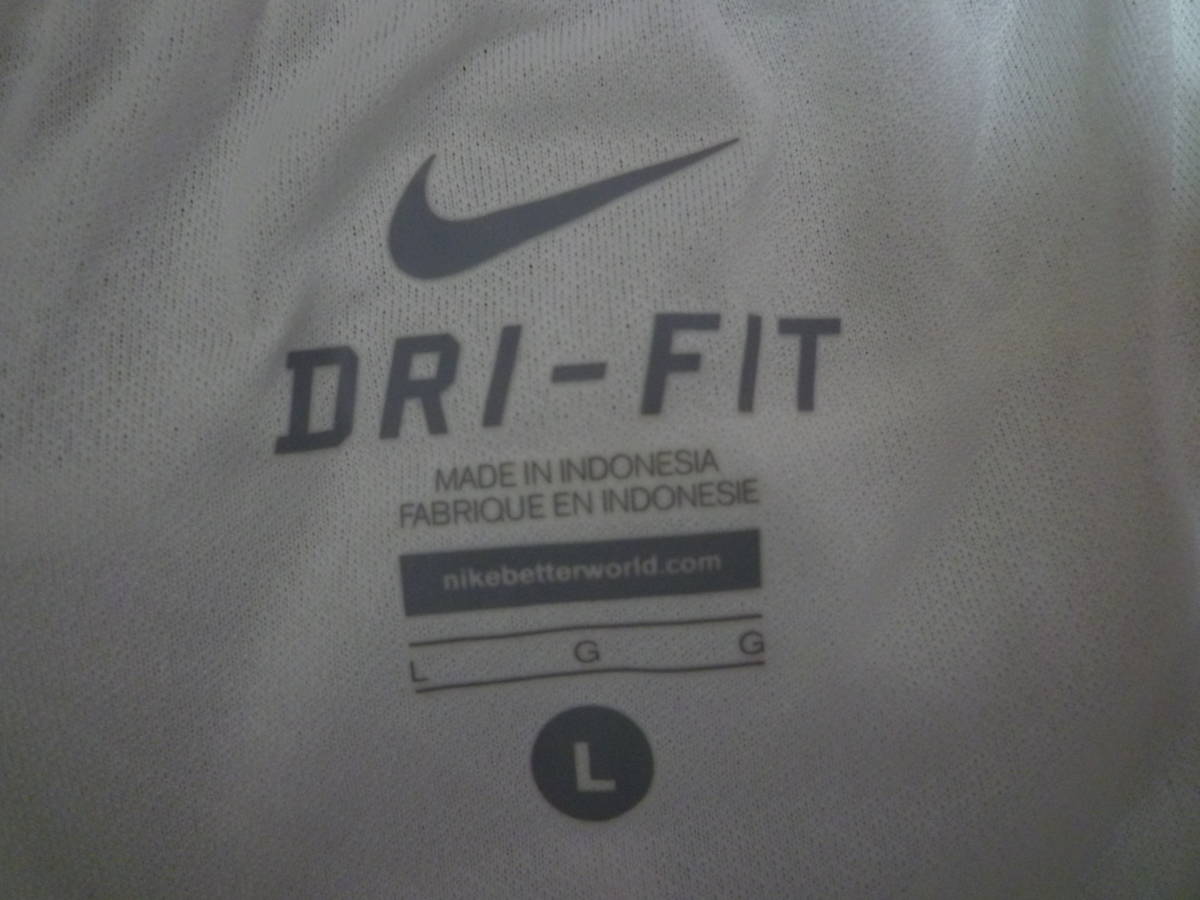 DRI-FIT
MADE IN INDONESIA
FABRIQUE EN INDONESIE
nikebetterworld.com
L G G
L